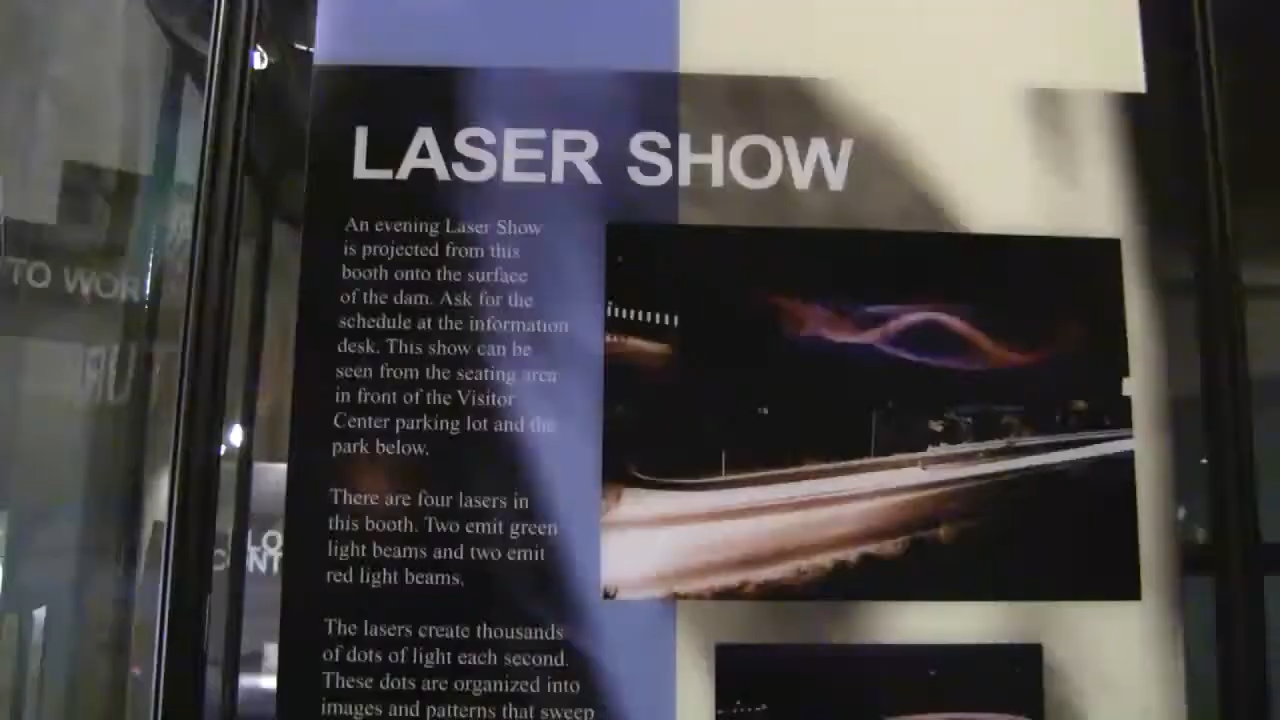 LASER SHOW
An evening Laser Show
is projected from this
booth onto the surface
of the dam. Ask for the
schedule at the information
desk. This show can be
seen from the seating area
in front of the Visitor
Center parking lot and the
park below.
There are four lasers in
this booth. Two emit green
light beams and two emit
red light beams.
The lasers create thousands
of dots of light each second.
These dots are organized into
images and patterns that sweep
TO WOR